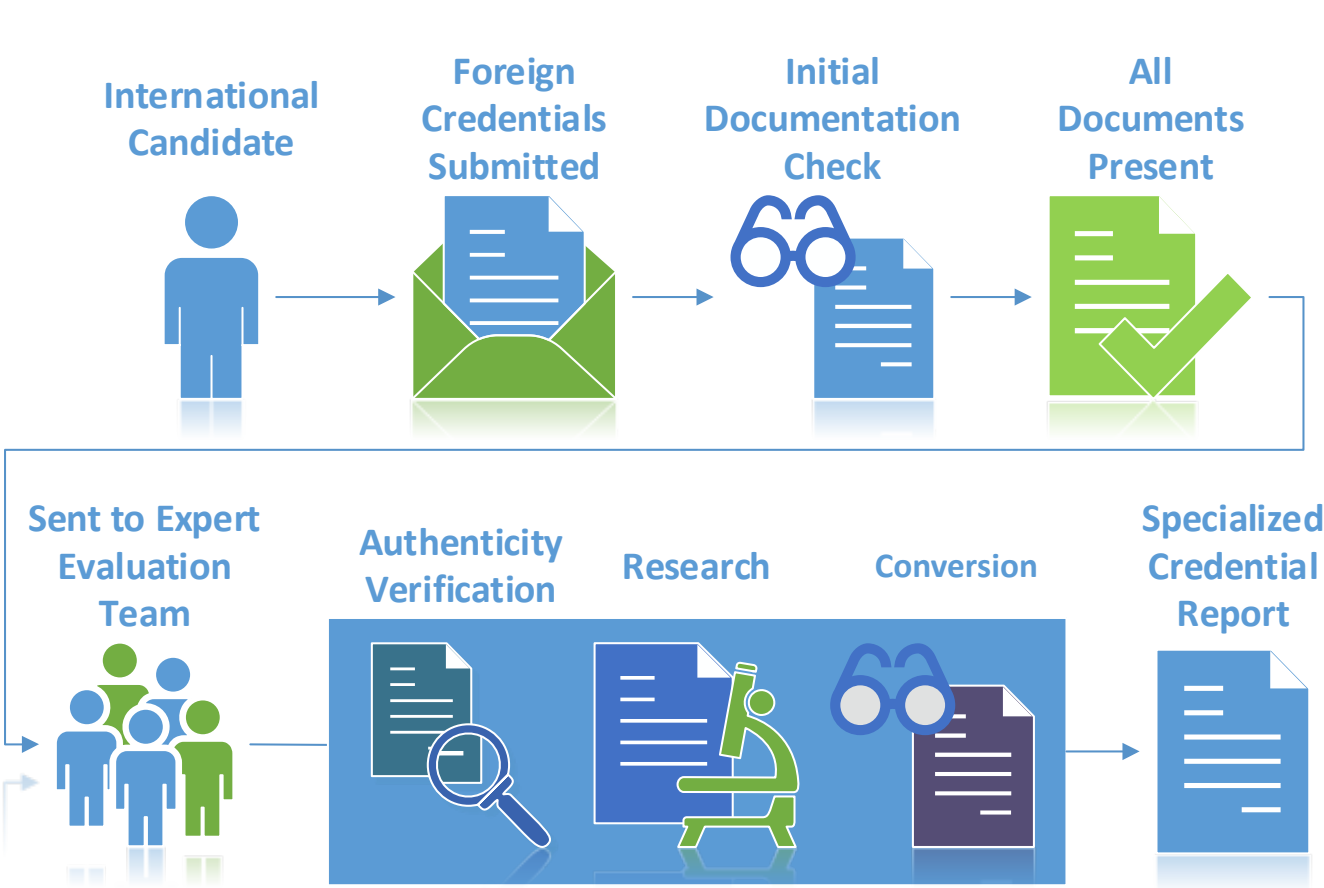 International
Candidate
Foreign
Credentials
Submitted
Initial
Documentation
Check
All
Documents
Present
Sent to Expert
Evaluation
Team
Authenticity
Verification
Research
Conversion
Specialized
Credential
Report